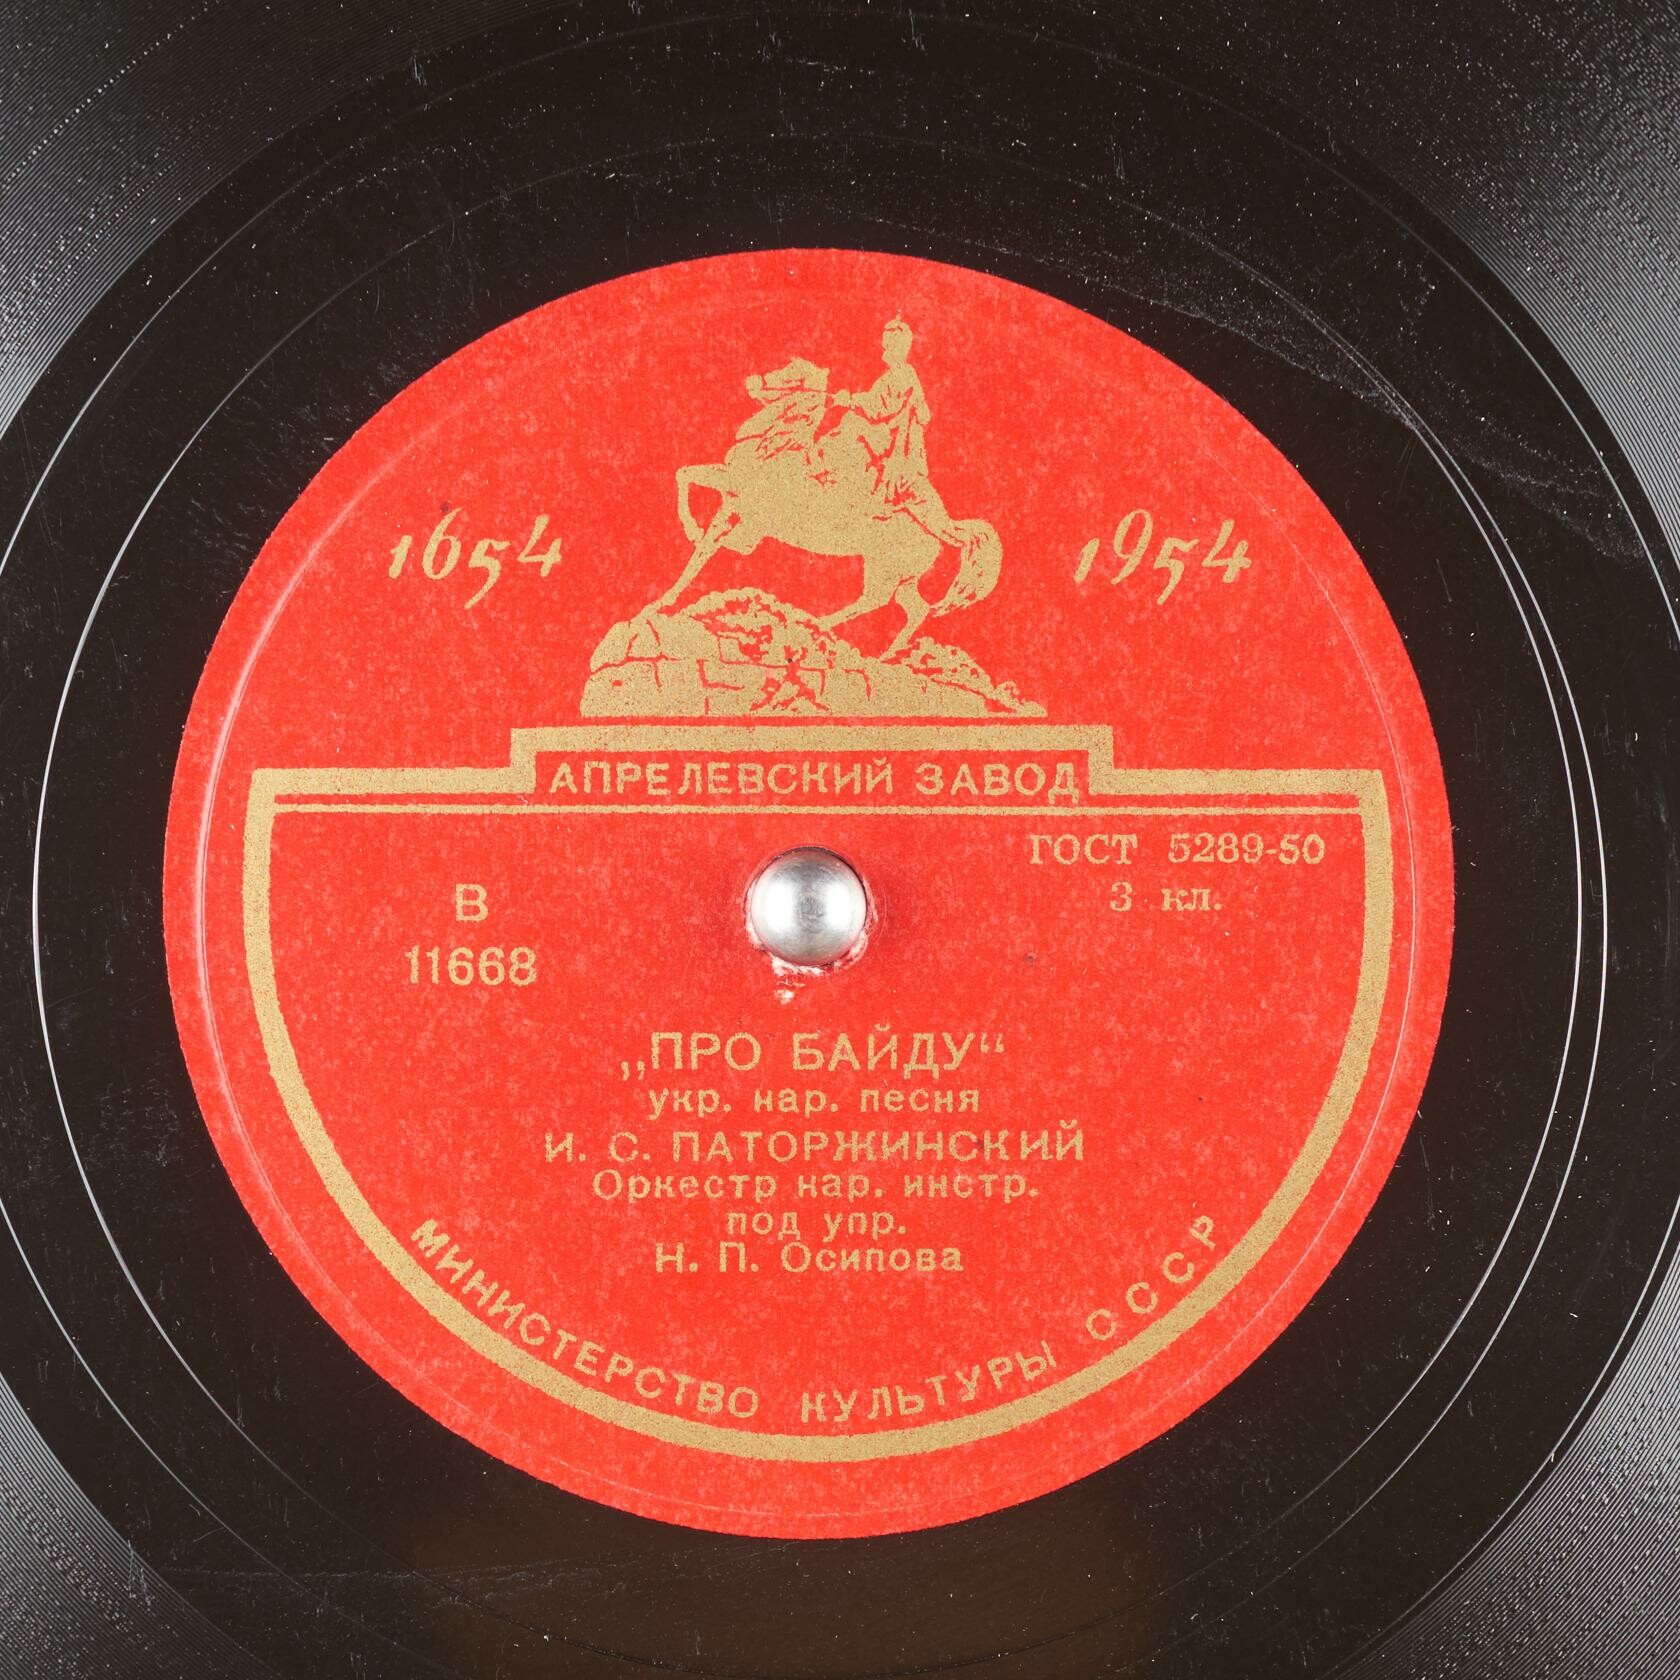 1654 1954
АПРЕЛЕВСКИЙ ЗАВОД
ГОСТ 5289-50
3 кл.
В
11668
„ПРО БАЙДУ“
укр. нар. песня
И. С. ПАТОРЖИНСКИЙ
Оркестр нар. инстр.
под упр.
Н. П. Осипова
МИНИСТЕРСТВО КУЛЬТУРЫ СССР